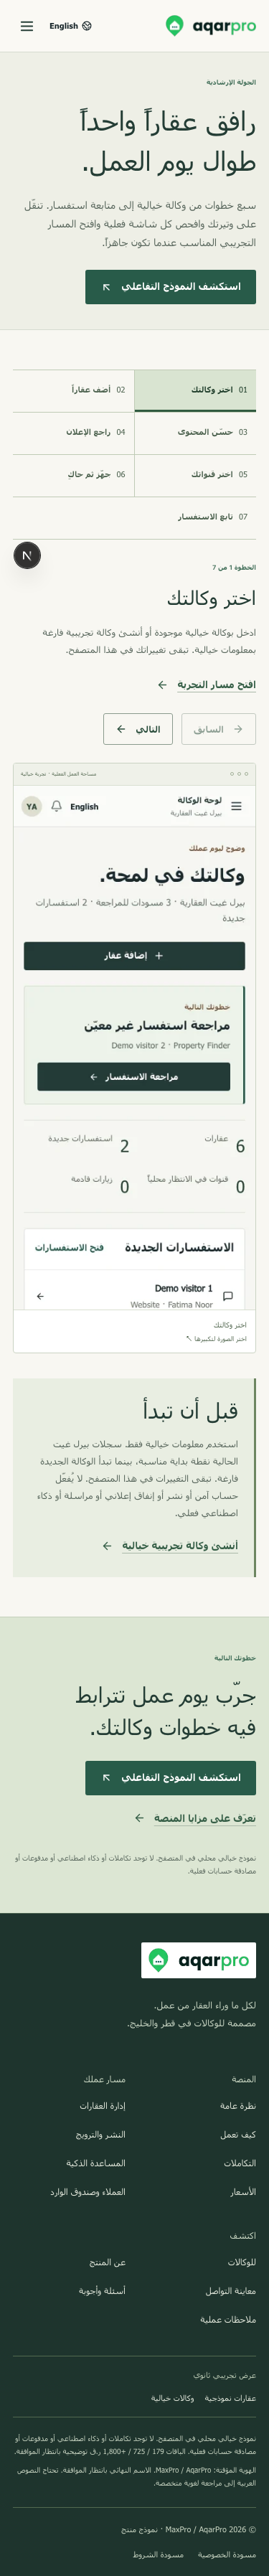 aqarpro
English
الجولة الإرشادية
رافق عقاراً واحداً
طوال يوم العمل.
سبع خطوات من وكالة خيالية إلى متابعة استفسار. تنقّل
على وتيرتك وافحص كل شاشة فعلية وافتح المسار
التجريبي المناسب عندما تكون جاهزاً.
استكشف النموذج التفاعلي
01 اختر وكالتك
02 أضف عقاراً
03 حسّن المحتوى
04 راجع الإعلان
05 اختر قنواتك
06 جهّز ثم حاكِ
07 تابع الاستفسار
N
الخطوة 1 من 7
اختر وكالتك
ادخل بوكالة خيالية موجودة أو أنشئ وكالة تجريبية فارغة
بمعلومات خيالية. تبقى تغييراتك في هذا المتصفح.
افتح مسار التجربة
السابق
التالي
مساحة العمل الفعلية · تجربة خيالية
لوحة الوكالة
بيرل غيت العقارية
English
YA
وضوح ليوم عملك
وكالتك في لمحة.
بيرل غيت العقارية · 3 مسودات للمراجعة · 2 استفسارات
جديدة
إضافة عقار
خطوتك التالية
مراجعة استفسار غير معيّن
Demo visitor 2 · Property Finder
مراجعة الاستفسار
6 عقارات
2 استفسارات جديدة
0 قنوات في الانتظار محلياً
0 زيارات قادمة
الاستفسارات الجديدة
فتح الاستفسارات
Demo visitor 1
Website · Fatima Noor
اختر وكالتك
اختر الصورة لتكبيرها
قبل أن تبدأ
استخدم معلومات خيالية فقط. سجلات بيرل غيت
الحالية نقطة بداية مناسبة، بينما تبدأ الوكالة الجديدة
فارغة. تبقى التغييرات في هذا المتصفح. لا يُفعّل
حساب آمن أو نشر أو إنفاق إعلاني أو مراسلة أو ذكاء
اصطناعي فعلي.
أنشئ وكالة تجريبية خيالية
خطوتك التالية
جرّب يوم عمل تترابط
فيه خطوات وكالتك.
استكشف النموذج التفاعلي
تعرّف على مزايا المنصة
نموذج خيالي محلي في المتصفح. لا توجد تكاملات أو ذكاء اصطناعي أو مدفوعات أو
مصادقة حسابات فعلية.
aqarpro
لكل ما وراء العقار من عمل.
مصممة للوكالات في قطر والخليج.
المنصة
نظرة عامة
كيف تعمل
التكاملات
الأسعار
مسار عملك
إدارة العقارات
النشر والترويج
المساعدة الذكية
العملاء وصندوق الوارد
اكتشف
للوكالات
معاينة التواصل
ملاحظات عملية
عن المنتج
أسئلة وأجوبة
عرض تجريبي ثانوي
عقارات نموذجية
وكالات خيالية
نموذج خيالي محلي في المتصفح. لا توجد تكاملات أو ذكاء اصطناعي أو مدفوعات أو
مصادقة حسابات فعلية. الباقات 179 / 725 / +1,800 ر.ق توضيحية بانتظار الموافقة.
الهوية المؤقتة: MaxPro / AqarPro. الاسم النهائي بانتظار الموافقة. تحتاج النصوص
العربية إلى مراجعة لغوية متخصصة.
© 2026 MaxPro / AqarPro · نموذج منتج
مسودة الخصوصية
مسودة الشروط